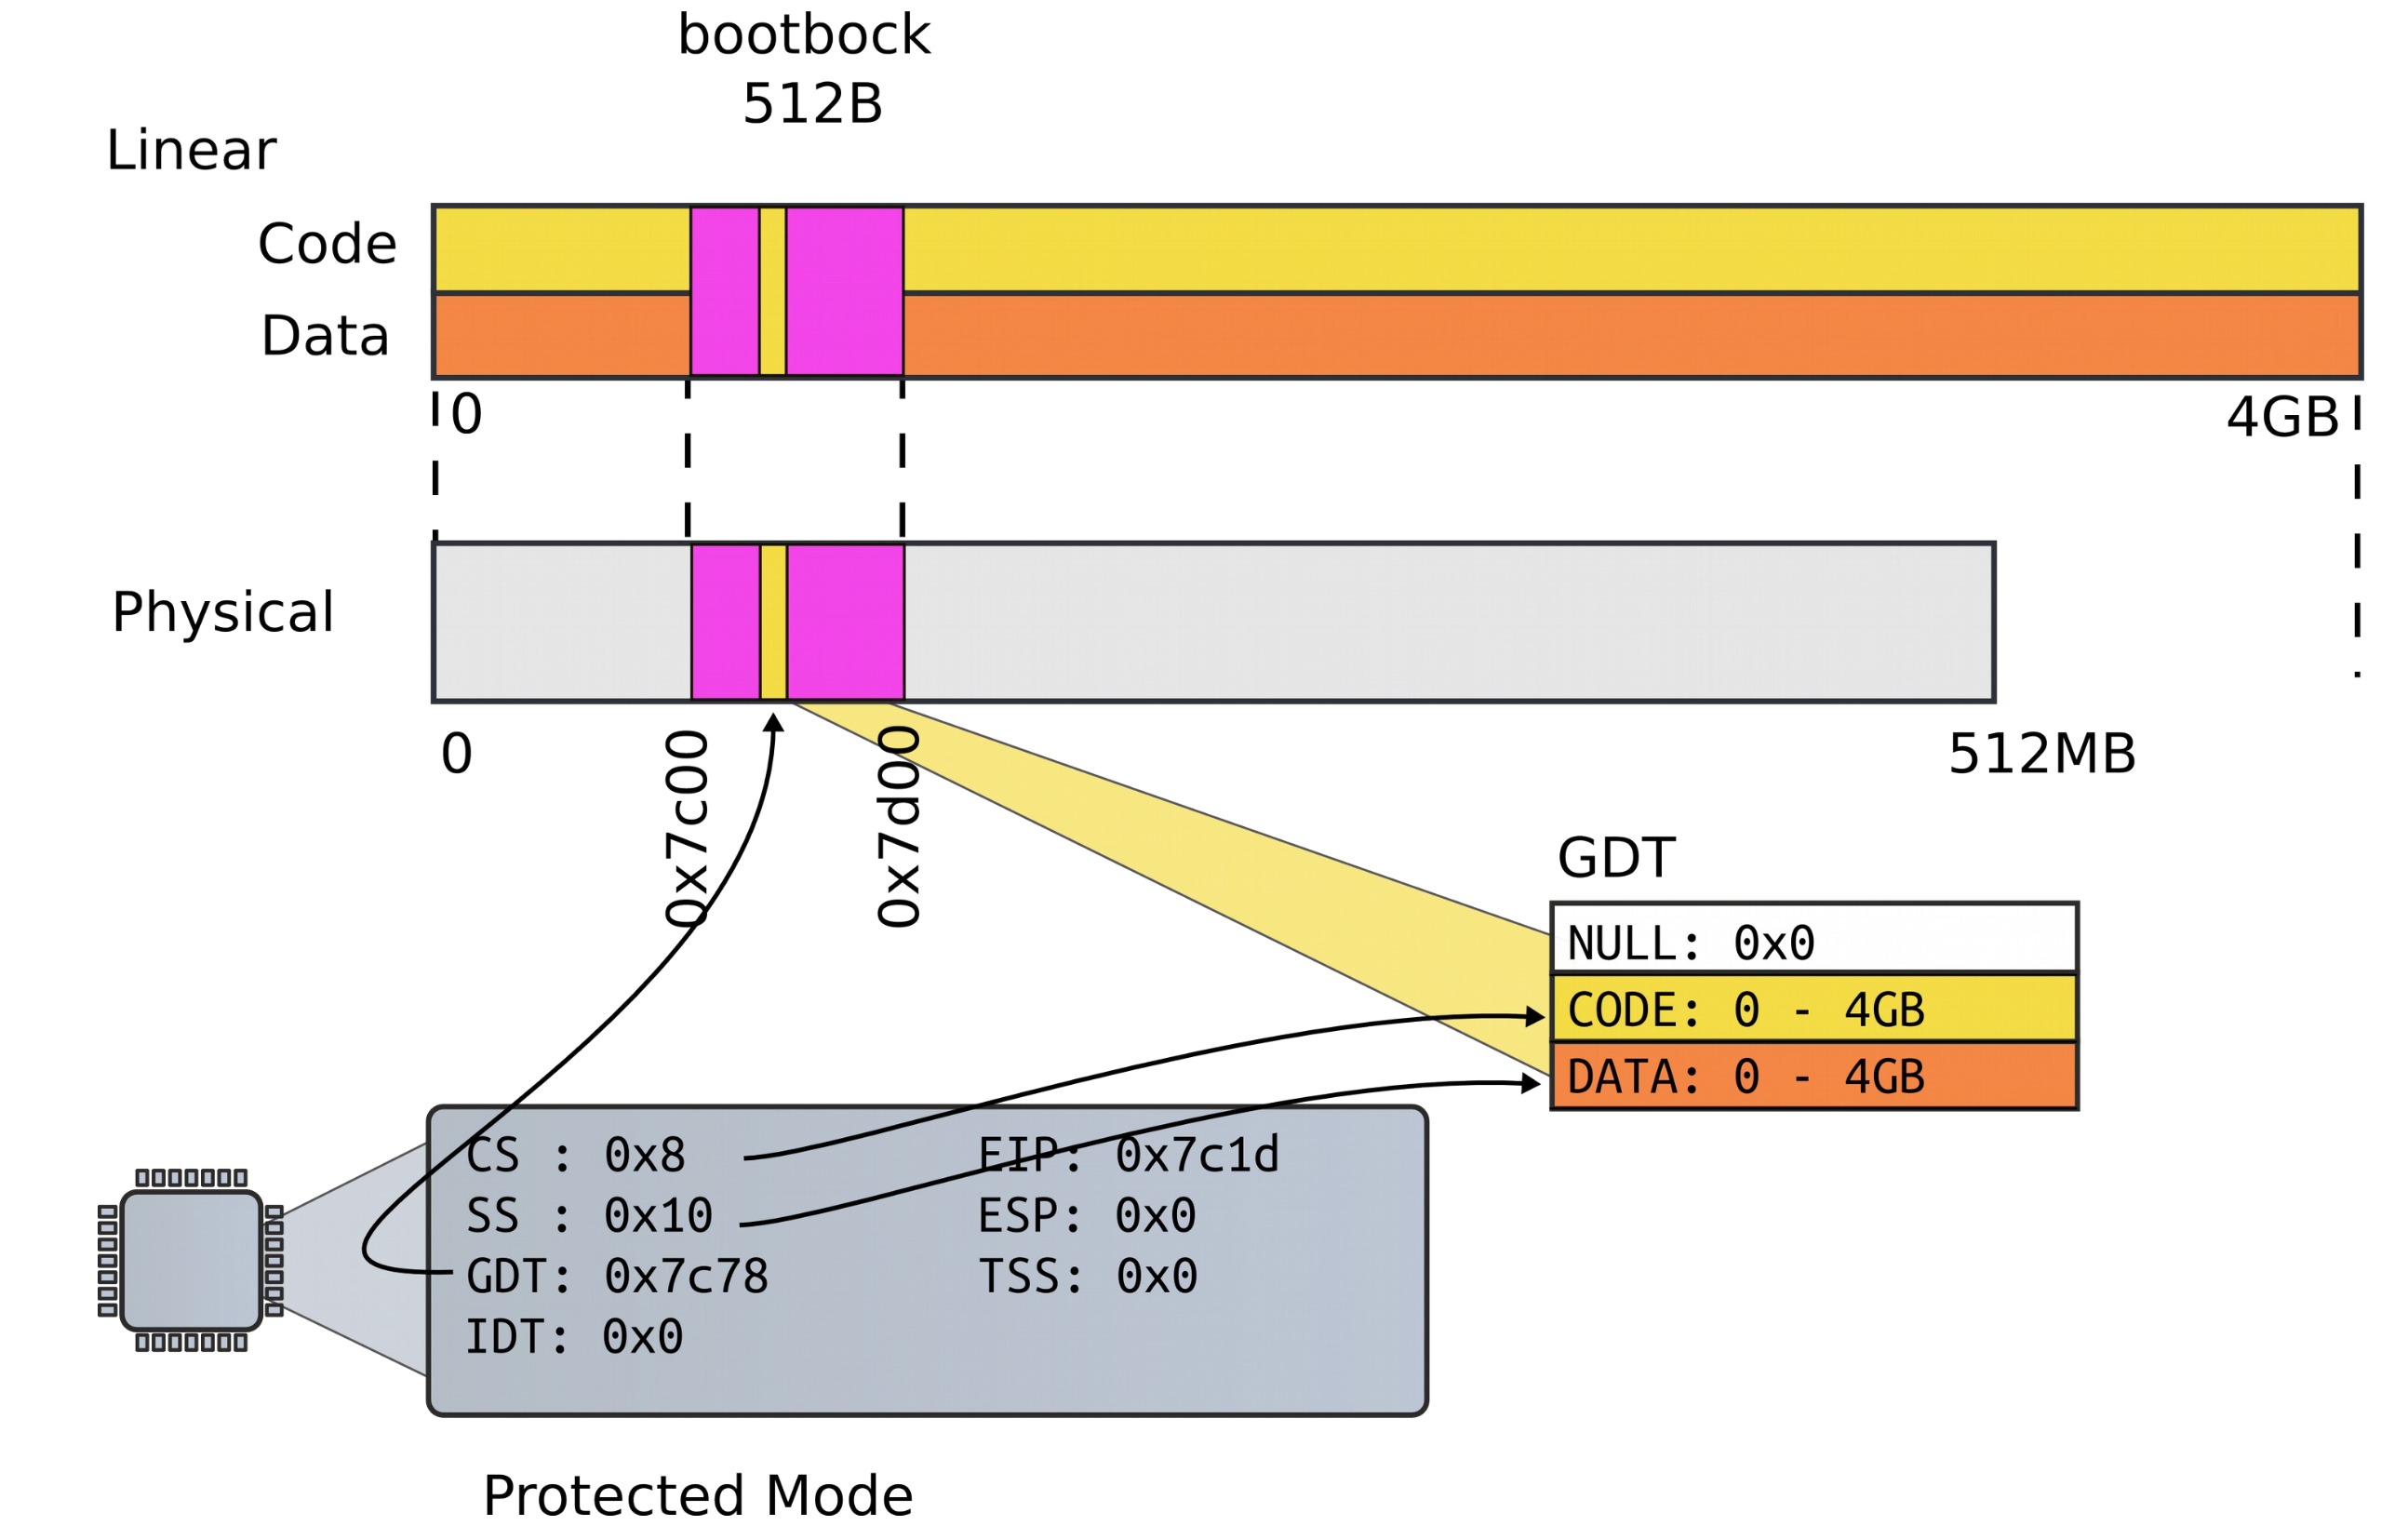 bootbock
512B
Linear
Code
Data
0
4GB
Physical
0
0x7c00
0x7d00
512MB
GDT
NULL: 0x0
CODE: 0 - 4GB
DATA: 0 - 4GB
CS : 0x8
EIP: 0x7c1d
SS : 0x10
ESP: 0x0
GDT: 0x7c78
TSS: 0x0
IDT: 0x0
Protected Mode